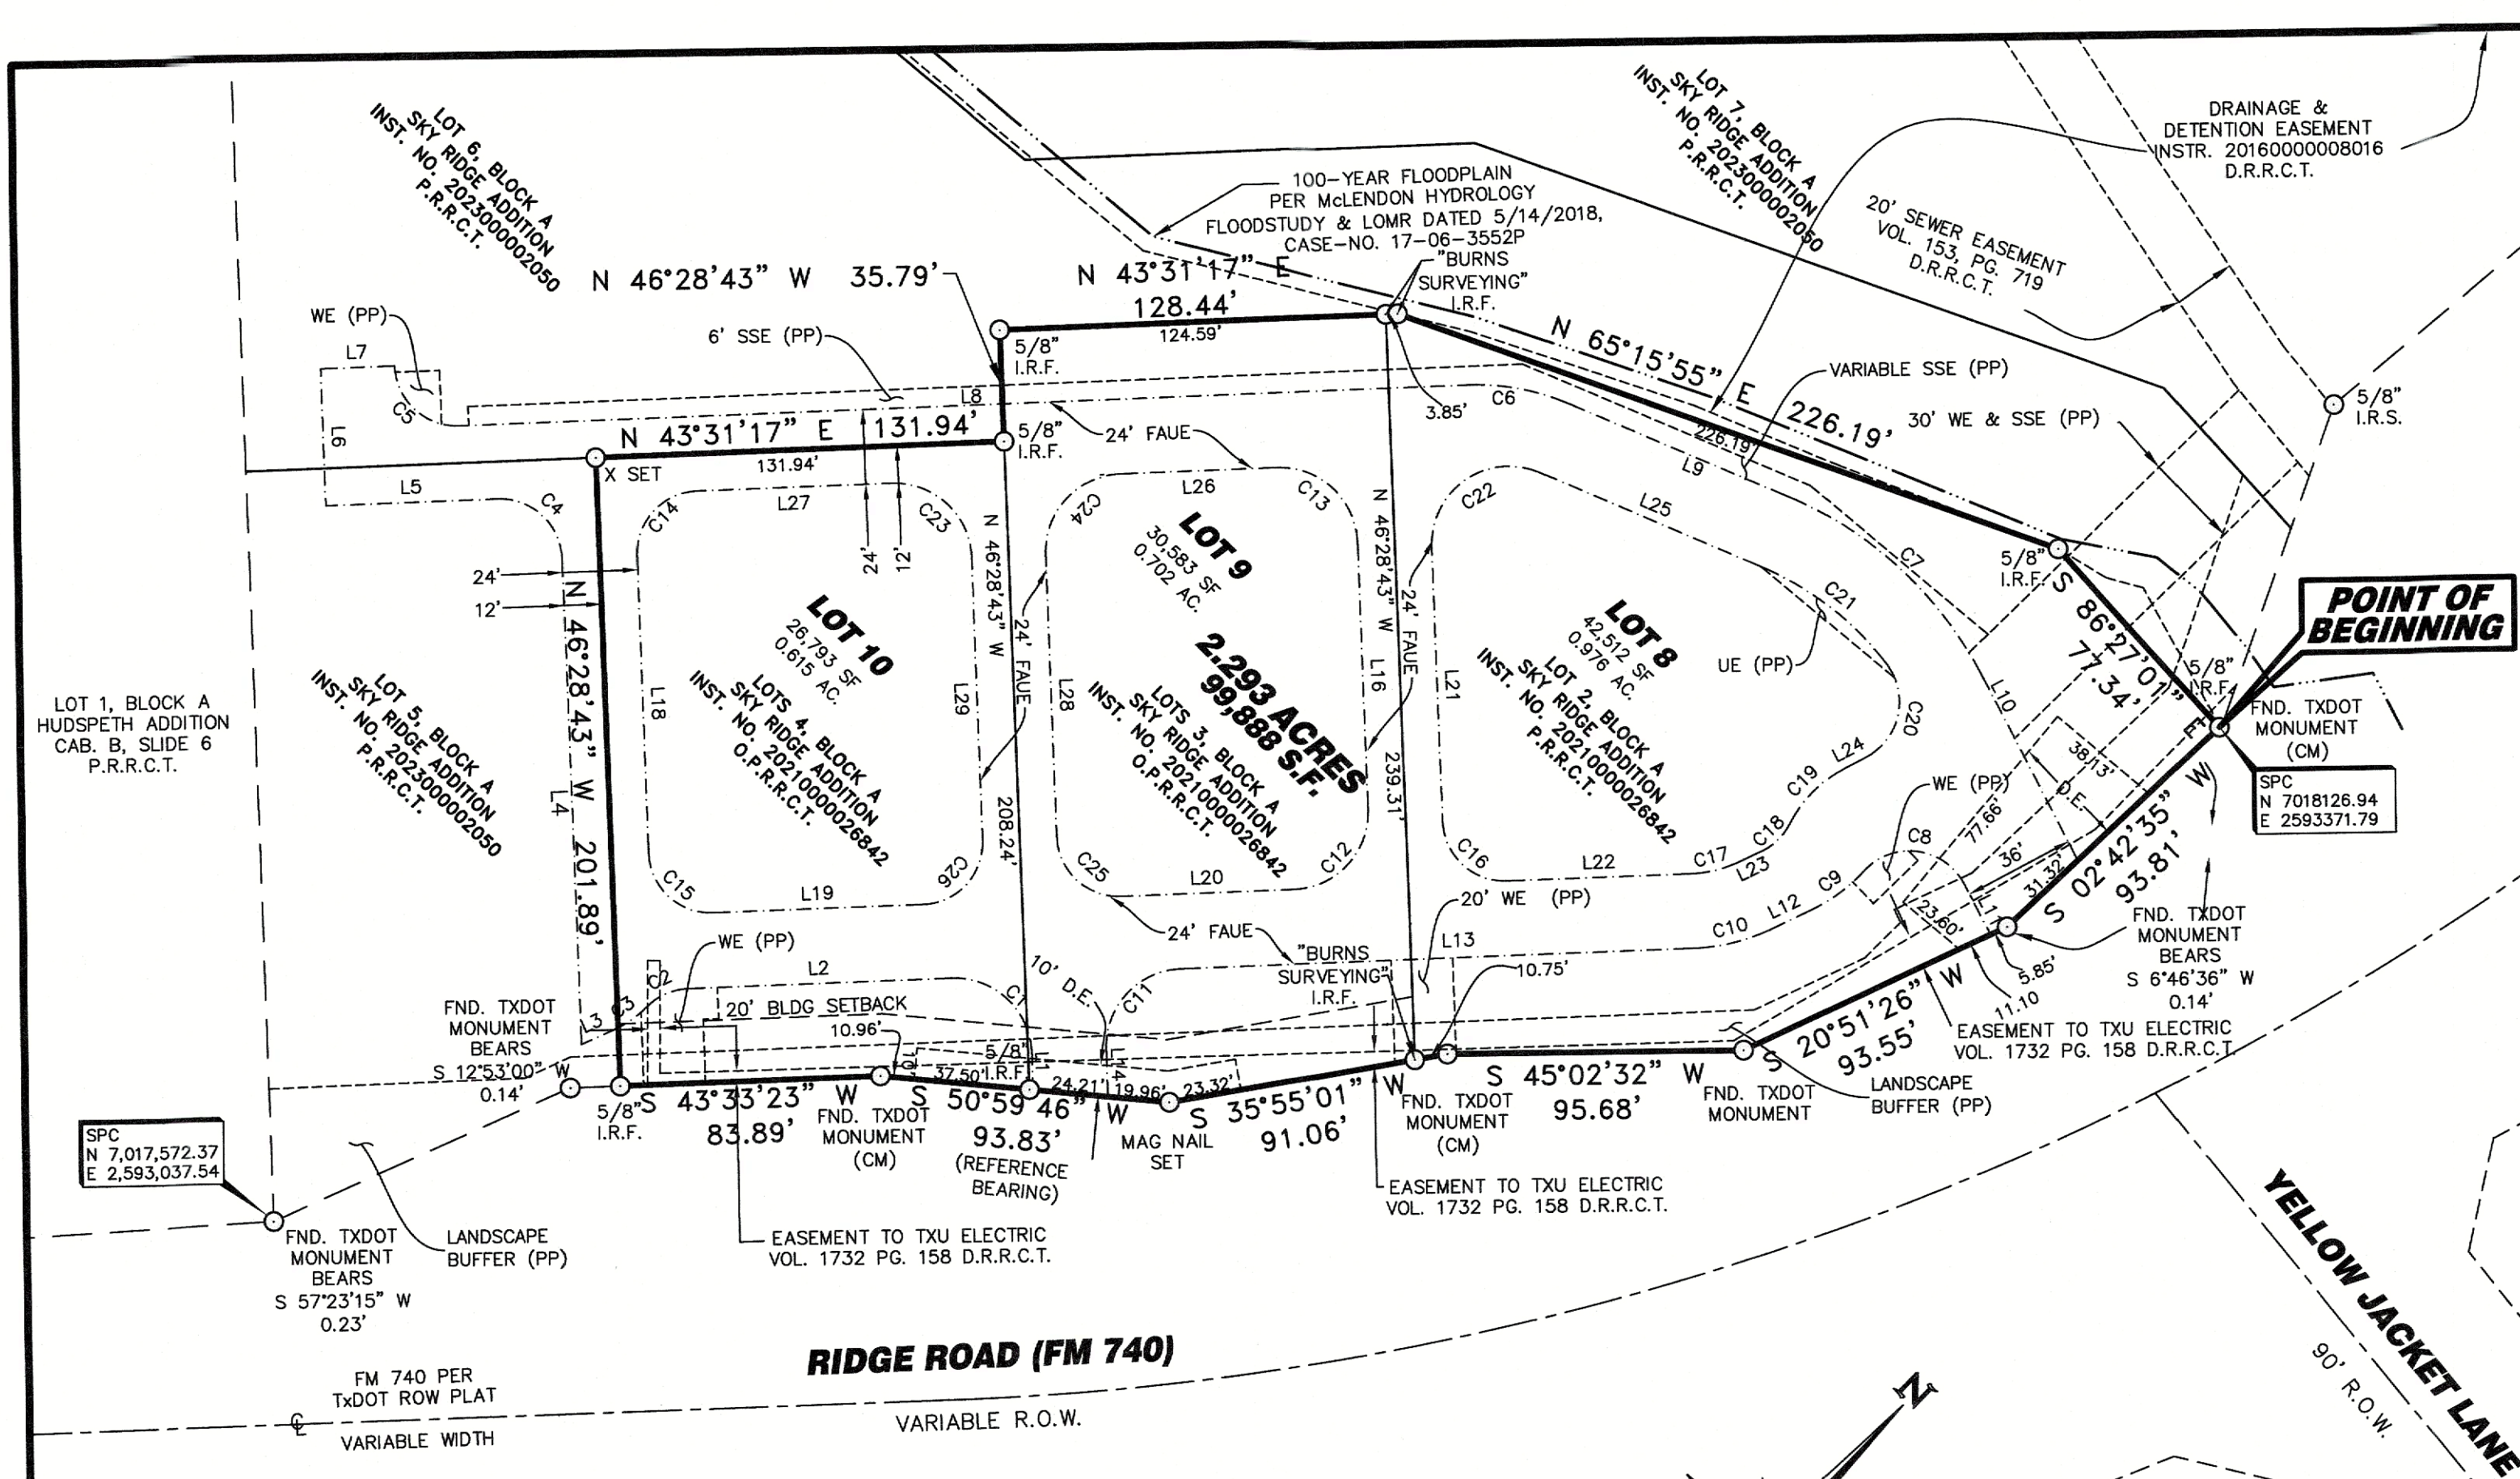 LOT 6, BLOCK A
SKY RIDGE ADDITION
INST. NO. 20230000002050
P.R.R.C.T.
LOT 7, BLOCK A
SKY RIDGE ADDITION
INST. NO. 20230000002050
P.R.R.C.T.
DRAINAGE &
DETENTION EASEMENT
INSTR. 20160000008016
D.R.R.C.T.
100-YEAR FLOODPLAIN
PER McLENDON HYDROLOGY
FLOODSTUDY & LOMR DATED 5/14/2018,
CASE-NO. 17-06-3552P
20' SEWER EASEMENT
VOL. 153, PG. 719
D.R.R.C.T.
N 46°28'43" W 35.79'
N 43°31'17" E
128.44'
124.59'
"BURNS
SURVEYING"
I.R.F.
WE (PP)
6' SSE (PP)
L7
5/8"
I.R.F.
N 65°15'55" E 226.19'
226.19'
VARIABLE SSE (PP)
30' WE & SSE (PP)
5/8"
I.R.S.
L8
C6
3.85'
C5
L6
N 43°31'17" E 131.94'
131.94'
5/8"
I.R.F.
24' FAUE
X SET
L9
L5
C4
C14
L27
C23
C24
L26
C13
C22
L25
24'
12'
24'
12'
C7
5/8"
I.R.F.
S 86°27'01" E
77.34'
POINT OF
BEGINNING
5/8"
I.R.F.
FND. TXDOT
MONUMENT
(CM)
SPC
N 7018126.94
E 2593371.79
LOT 10
26,793 SF
0.615 AC.
LOTS 4, BLOCK A
SKY RIDGE ADDITION
INST. NO. 20210000026842
O.P.R.R.C.T.
LOT 9
30,583 SF
0.702 AC.
2.293 ACRES
99,888 S.F.
LOTS 3, BLOCK A
SKY RIDGE ADDITION
INST. NO. 20210000026842
O.P.R.R.C.T.
LOT 8
42,512 SF
0.976 AC.
LOT 2, BLOCK A
SKY RIDGE ADDITION
INST. NO. 20210000026842
P.R.R.C.T.
C21
UE (PP)
C20
L10
LOT 1, BLOCK A
HUDSPETH ADDITION
CAB. B, SLIDE 6
P.R.R.C.T.
LOT 5, BLOCK A
SKY RIDGE ADDITION
INST. NO. 20230000002050
P.R.R.C.T.
N 46°28'43" W 201.89'
L4
L18
L29
N 46°28'43" W
208.24'
24' FAUE
L28
N 46°28'43" W
239.31'
L16
24' FAUE
L21
L24
C19
38.13'
D.E.
77.66'
WE (PP)
C8
36'
31.32'
S 02°42'35" W
93.81'
C15
L19
C26
C25
L20
C12
C16
L22
C17
L23
C18
C9
L12
C10
23.60'
20' WE (PP)
24' FAUE
L13
"BURNS
SURVEYING"
I.R.F.
10.75'
WE (PP)
C2
C3
L3
L2
C1
10' D.E.
C11
20' BLDG SETBACK
10.96'
FND. TXDOT
MONUMENT
BEARS
S 12°53'00" W
0.14'
5.85'
11.10
FND. TXDOT
MONUMENT
BEARS
S 6°46'36" W
0.14'
5/8"
I.R.F.
37.50'
24.21'
19.96'
23.32'
5/8"
I.R.F.
S 43°33'23" W
83.89'
FND. TXDOT
MONUMENT
(CM)
S 50°59'46" W
93.83'
(REFERENCE
BEARING)
MAG NAIL
SET
S 35°55'01" W
91.06'
FND. TXDOT
MONUMENT
(CM)
S 45°02'32" W
95.68'
FND. TXDOT
MONUMENT
S 20°51'26" W
93.55'
EASEMENT TO TXU ELECTRIC
VOL. 1732 PG. 158 D.R.R.C.T.
LANDSCAPE
BUFFER (PP)
SPC
N 7,017,572.37
E 2,593,037.54
FND. TXDOT
MONUMENT
BEARS
S 57°23'15" W
0.23'
LANDSCAPE
BUFFER (PP)
EASEMENT TO TXU ELECTRIC
VOL. 1732 PG. 158 D.R.R.C.T.
EASEMENT TO TXU ELECTRIC
VOL. 1732 PG. 158 D.R.R.C.T.
RIDGE ROAD (FM 740)
VARIABLE R.O.W.
FM 740 PER
TxDOT ROW PLAT
VARIABLE WIDTH
YELLOW JACKET LANE
90' R.O.W.
N